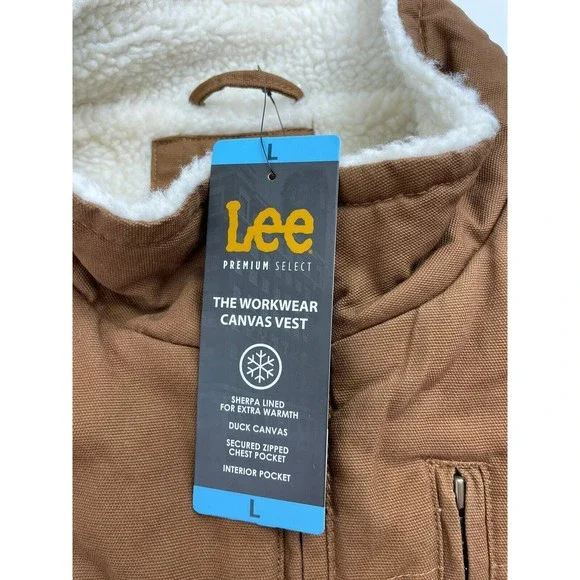 L
Lee
PREMIUM SELECT
THE WORKWEAR
CANVAS VEST
SHERPA LINED
FOR EXTRA WARMTH
DUCK CANVAS
SECURED ZIPPED
CHEST POCKET
INTERIOR POCKET
L